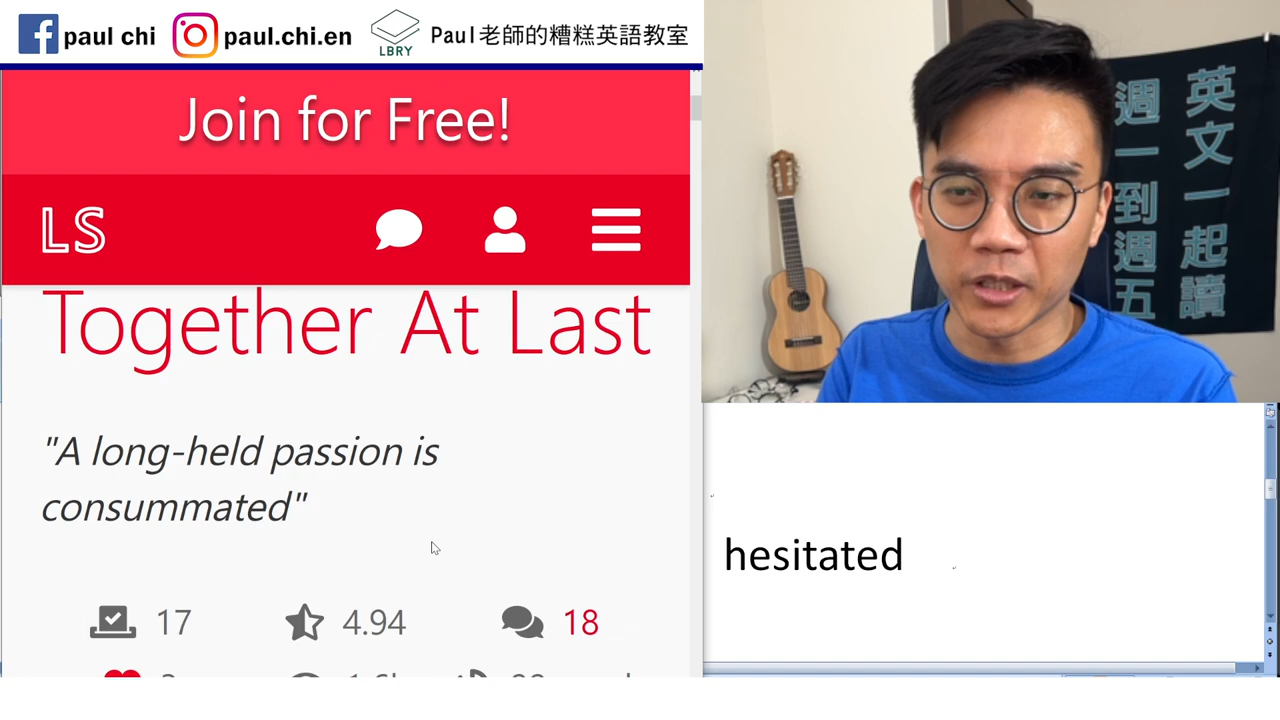 paul chi
paul.chi.en
LBRY
Paul老師的糟糕英語教室
Join for Free!
LS
Together At Last
"A long-held passion is
consummated"
17
4.94
18
英文一起讀
週一到週五
hesitated